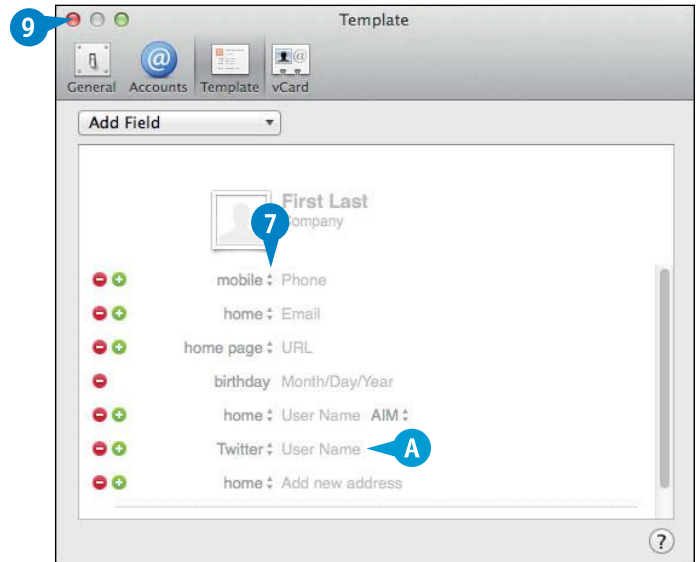 9
Template
General Accounts Template vCard
Add Field
First Last
Company
7
mobile Phone
home Email
home page URL
birthday Month/Day/Year
home User Name AIM
Twitter User Name A
home Add new address
?